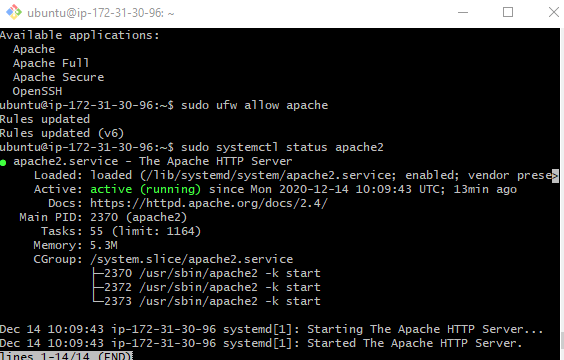 ubuntu@ip-172-31-30-96: ~
Available applications:
  Apache
  Apache Full
  Apache Secure
  OpenSSH
ubuntu@ip-172-31-30-96:~$ sudo ufw allow apache
Rules updated
Rules updated (v6)
ubuntu@ip-172-31-30-96:~$ sudo systemctl status apache2
● apache2.service - The Apache HTTP Server
     Loaded: loaded (/lib/systemd/system/apache2.service; enabled; vendor prese>
     Active: active (running) since Mon 2020-12-14 10:09:43 UTC; 13min ago
       Docs: https://httpd.apache.org/docs/2.4/
   Main PID: 2370 (apache2)
      Tasks: 55 (limit: 1164)
     Memory: 5.3M
     CGroup: /system.slice/apache2.service
             ├─2370 /usr/sbin/apache2 -k start
             ├─2372 /usr/sbin/apache2 -k start
             └─2373 /usr/sbin/apache2 -k start
Dec 14 10:09:43 ip-172-31-30-96 systemd[1]: Starting The Apache HTTP Server...
Dec 14 10:09:43 ip-172-31-30-96 systemd[1]: Started The Apache HTTP Server.
lines 1-14/14 (END)